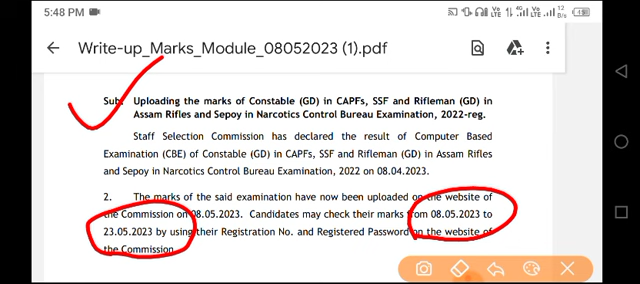 5:48 PM
Vo LTE 4G Vo LTE 12 B/s
Write-up_Marks_Module_08052023 (1).pdf
Sub: Uploading the marks of Constable (GD) in CAPFs, SSF and Rifleman (GD) in
Assam Rifles and Sepoy in Narcotics Control Bureau Examination, 2022-reg.
Staff Selection Commission has declared the result of Computer Based
Examination (CBE) of Constable (GD) in CAPFs, SSF and Rifleman (GD) in Assam Rifles
and Sepoy in Narcotics Control Bureau Examination, 2022 on 08.04.2023.
2. The marks of the said examination have now been uploaded on the website of
the Commission on 08.05.2023. Candidates may check their marks from 08.05.2023 to
23.05.2023 by using their Registration No. and Registered Password on the website of
the Commission